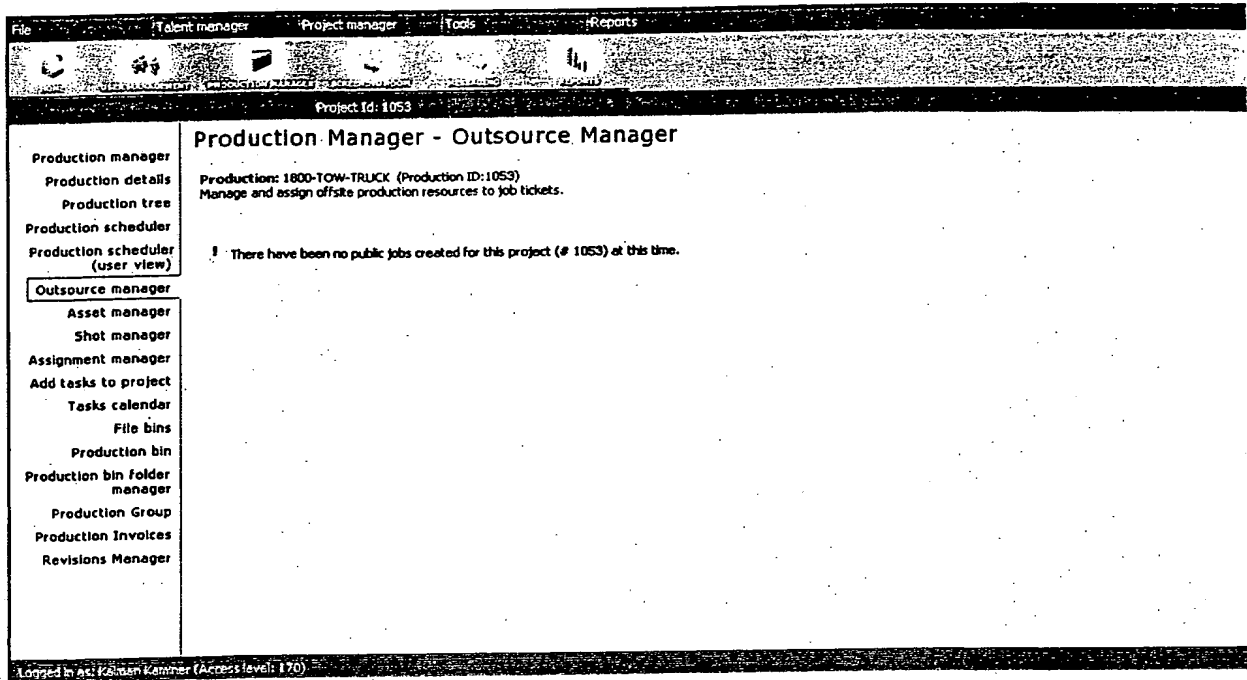 File Talent manager Project manager Tools Reports
PRODUCTION MANAGER
Project Id: 1053
Production Manager - Outsource Manager
Production: 1800-TOW-TRUCK (Production ID:1053)
Manage and assign offsite production resources to job tickets.
! There have been no public jobs created for this project (# 1053) at this time.
Production manager
Production details
Production tree
Production scheduler
Production scheduler
(user view)
Outsource manager
Asset manager
Shot manager
Assignment manager
Add tasks to project
Tasks calendar
File bins
Production bin
Production bin folder
manager
Production Group
Production Invoices
Revisions Manager
Logged in as: Kalman Kammer (Access level: 170)